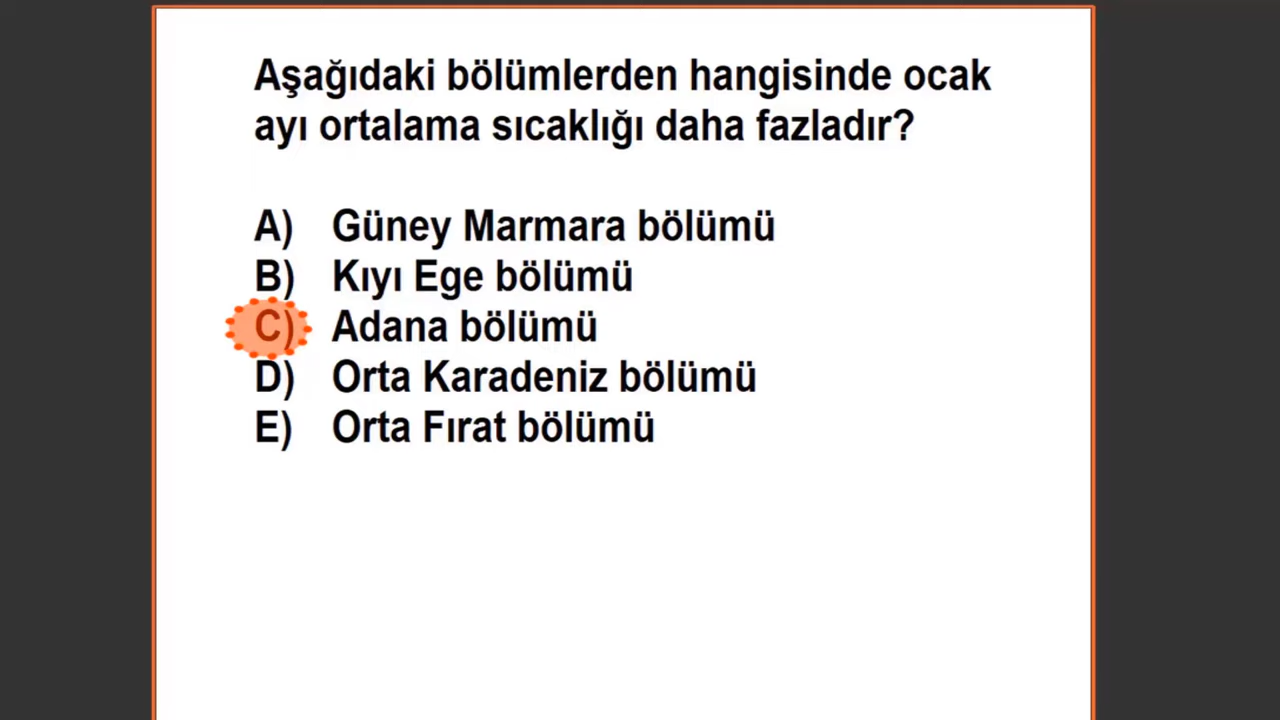 Aşağıdaki bölümlerden hangisinde ocak
ayı ortalama sıcaklığı daha fazladır?
A) Güney Marmara bölümü
B) Kıyı Ege bölümü
C) Adana bölümü
D) Orta Karadeniz bölümü
E) Orta Fırat bölümü